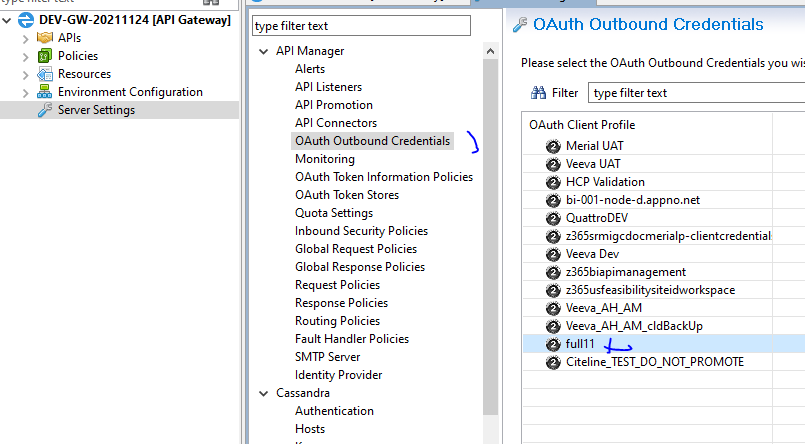 type filter text
DEV-GW-20211124 [API Gateway]
APIs
Policies
Resources
Environment Configuration
Server Settings
type filter text
API Manager
Alerts
API Listeners
API Promotion
API Connectors
OAuth Outbound Credentials
Monitoring
OAuth Token Information Policies
OAuth Token Stores
Quota Settings
Inbound Security Policies
Global Request Policies
Global Response Policies
Request Policies
Response Policies
Routing Policies
Fault Handler Policies
SMTP Server
Identity Provider
Cassandra
Authentication
Hosts
OAuth Outbound Credentials
Please select the OAuth Outbound Credentials you wis
Filter
type filter text
OAuth Client Profile
Merial UAT
Veeva UAT
HCP Validation
bi-001-node-d.appno.net
QuattroDEV
z365srmigcdocmerialp-clientcredential
Veeva Dev
z365biapimanagement
z365usfeasibilitysiteidworkspace
Veeva_AH_AM
Veeva_AH_AM_cldBackUp
full11
Citeline_TEST_DO_NOT_PROMOTE